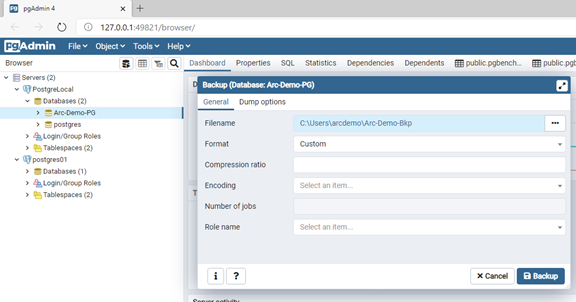 pgAdmin 4
127.0.0.1:49821/browser/
pgAdmin File Object Tools Help
Browser
Dashboard Properties SQL Statistics Dependencies Dependents public.pgbench... public.pgb
Servers (2)
PostgreLocal
Databases (2)
Arc-Demo-PG
postgres
Login/Group Roles
Tablespaces (2)
postgres01
Databases (1)
Login/Group Roles
Tablespaces (2)
Backup (Database: Arc-Demo-PG)
General Dump options
Filename C:\Users\arcdemo\Arc-Demo-Bkp
Format Custom
Compression ratio
Encoding Select an item...
Number of jobs
Role name Select an item...
i ? Cancel Backup
Server activity